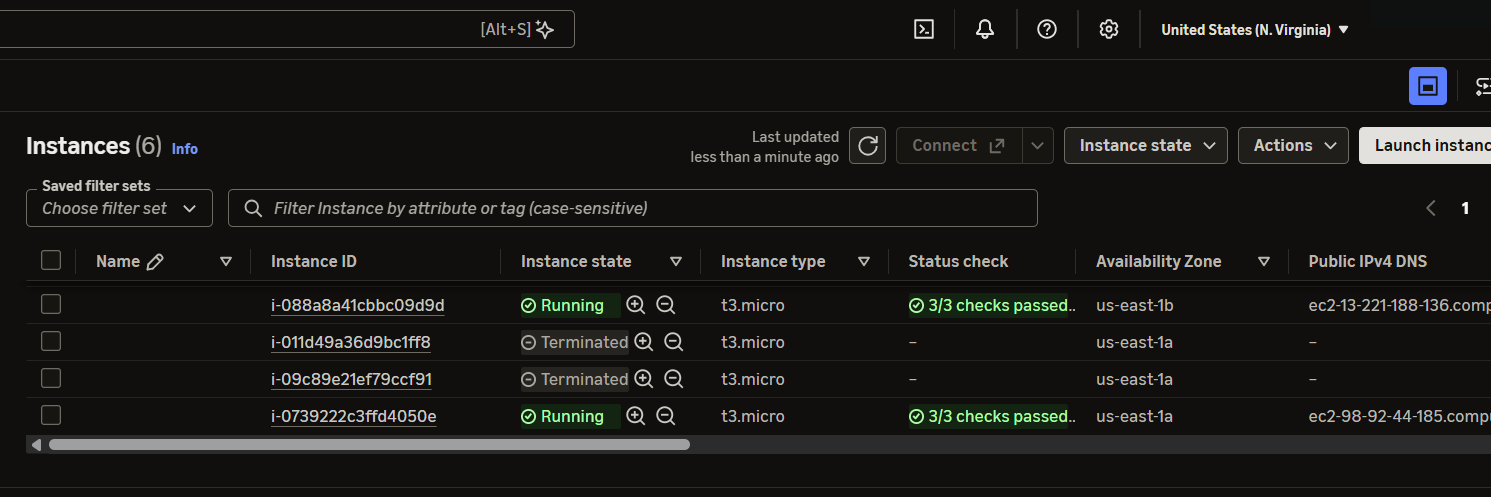 [Alt+S]
United States (N. Virginia)
Instances (6) Info
Last updated
less than a minute ago
Connect
Instance state
Actions
Launch instanc
Saved filter sets
Choose filter set
Filter Instance by attribute or tag (case-sensitive)
1
Name Instance ID Instance state Instance type Status check Availability Zone Public IPv4 DNS
i-088a8a41cbbc09d9d Running t3.micro 3/3 checks passed.. us-east-1b ec2-13-221-188-136.comp
i-011d49a36d9bc1ff8 Terminated t3.micro – us-east-1a –
i-09c89e21ef79ccf91 Terminated t3.micro – us-east-1a –
i-0739222c3ffd4050e Running t3.micro 3/3 checks passed.. us-east-1a ec2-98-92-44-185.compu